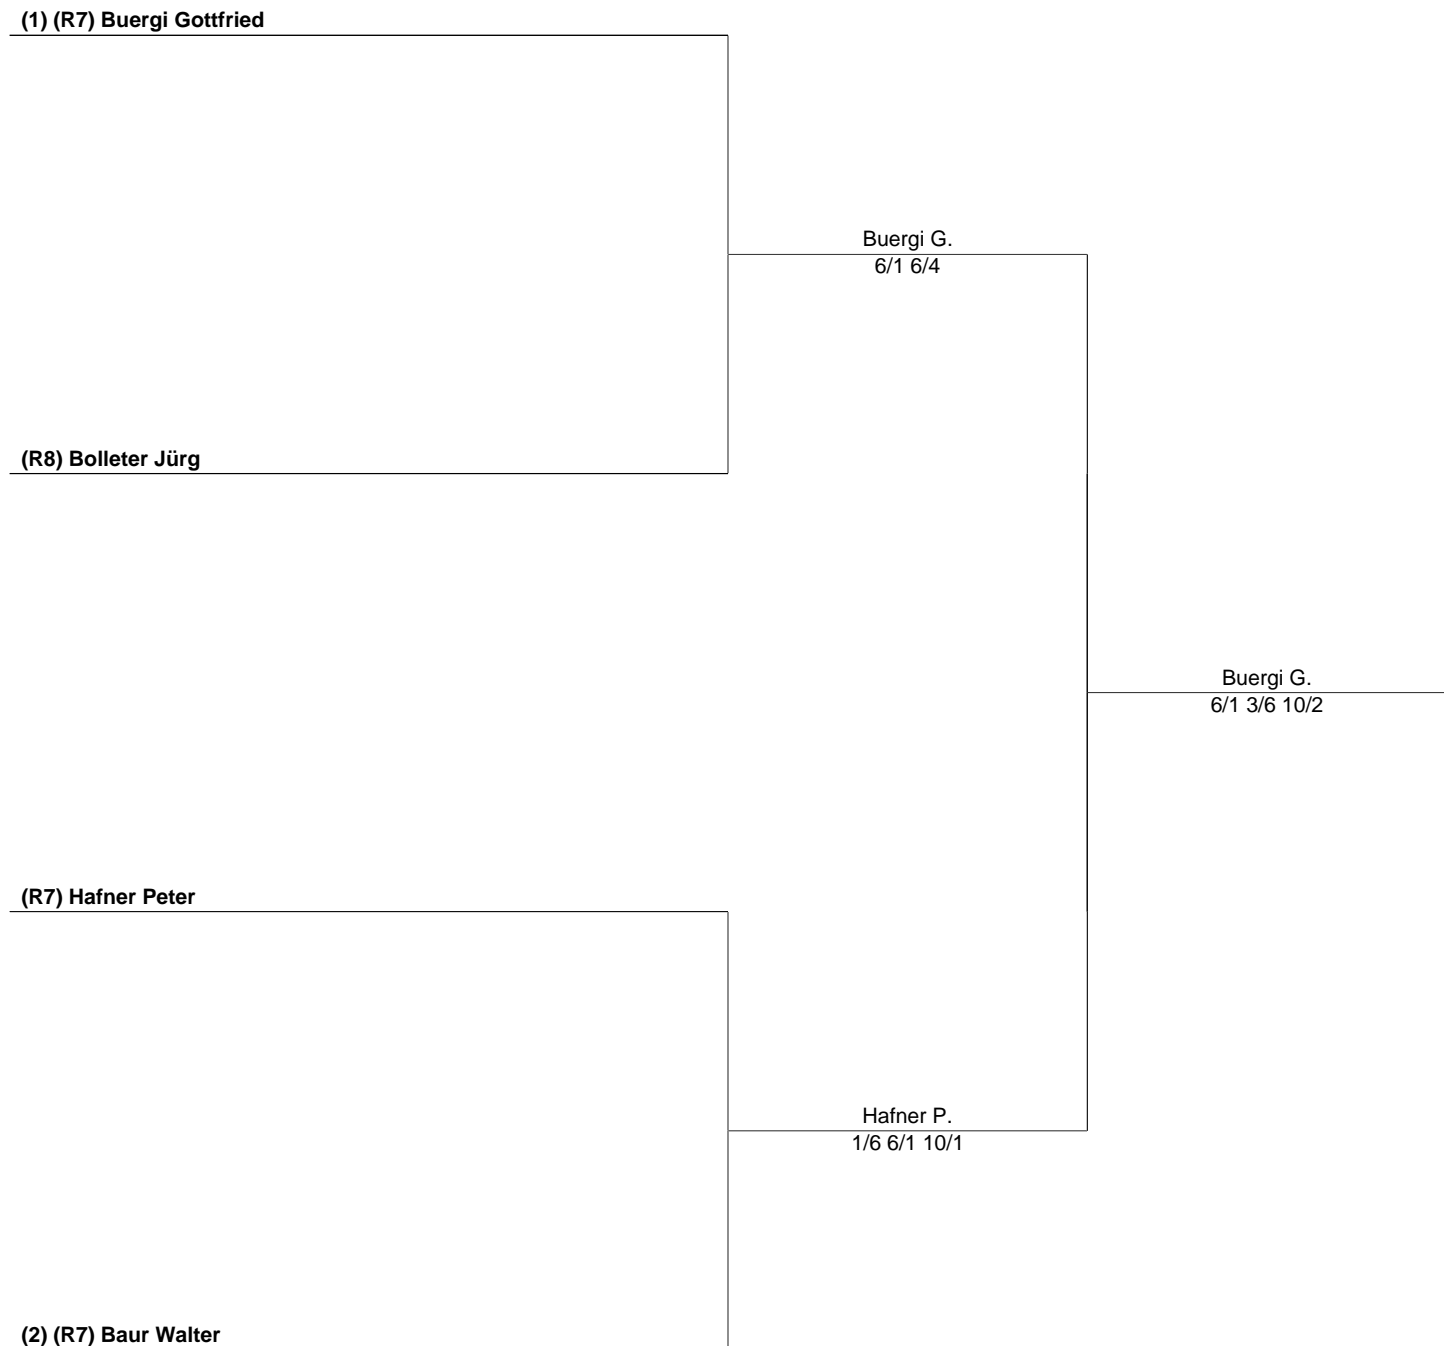 (1) (R7) Buergi Gottfried
Buergi G.
6/1 6/4
(R8) Bolleter Jürg
Buergi G.
6/1 3/6 10/2
(R7) Hafner Peter
Hafner P.
1/6 6/1 10/1
(2) (R7) Baur Walter